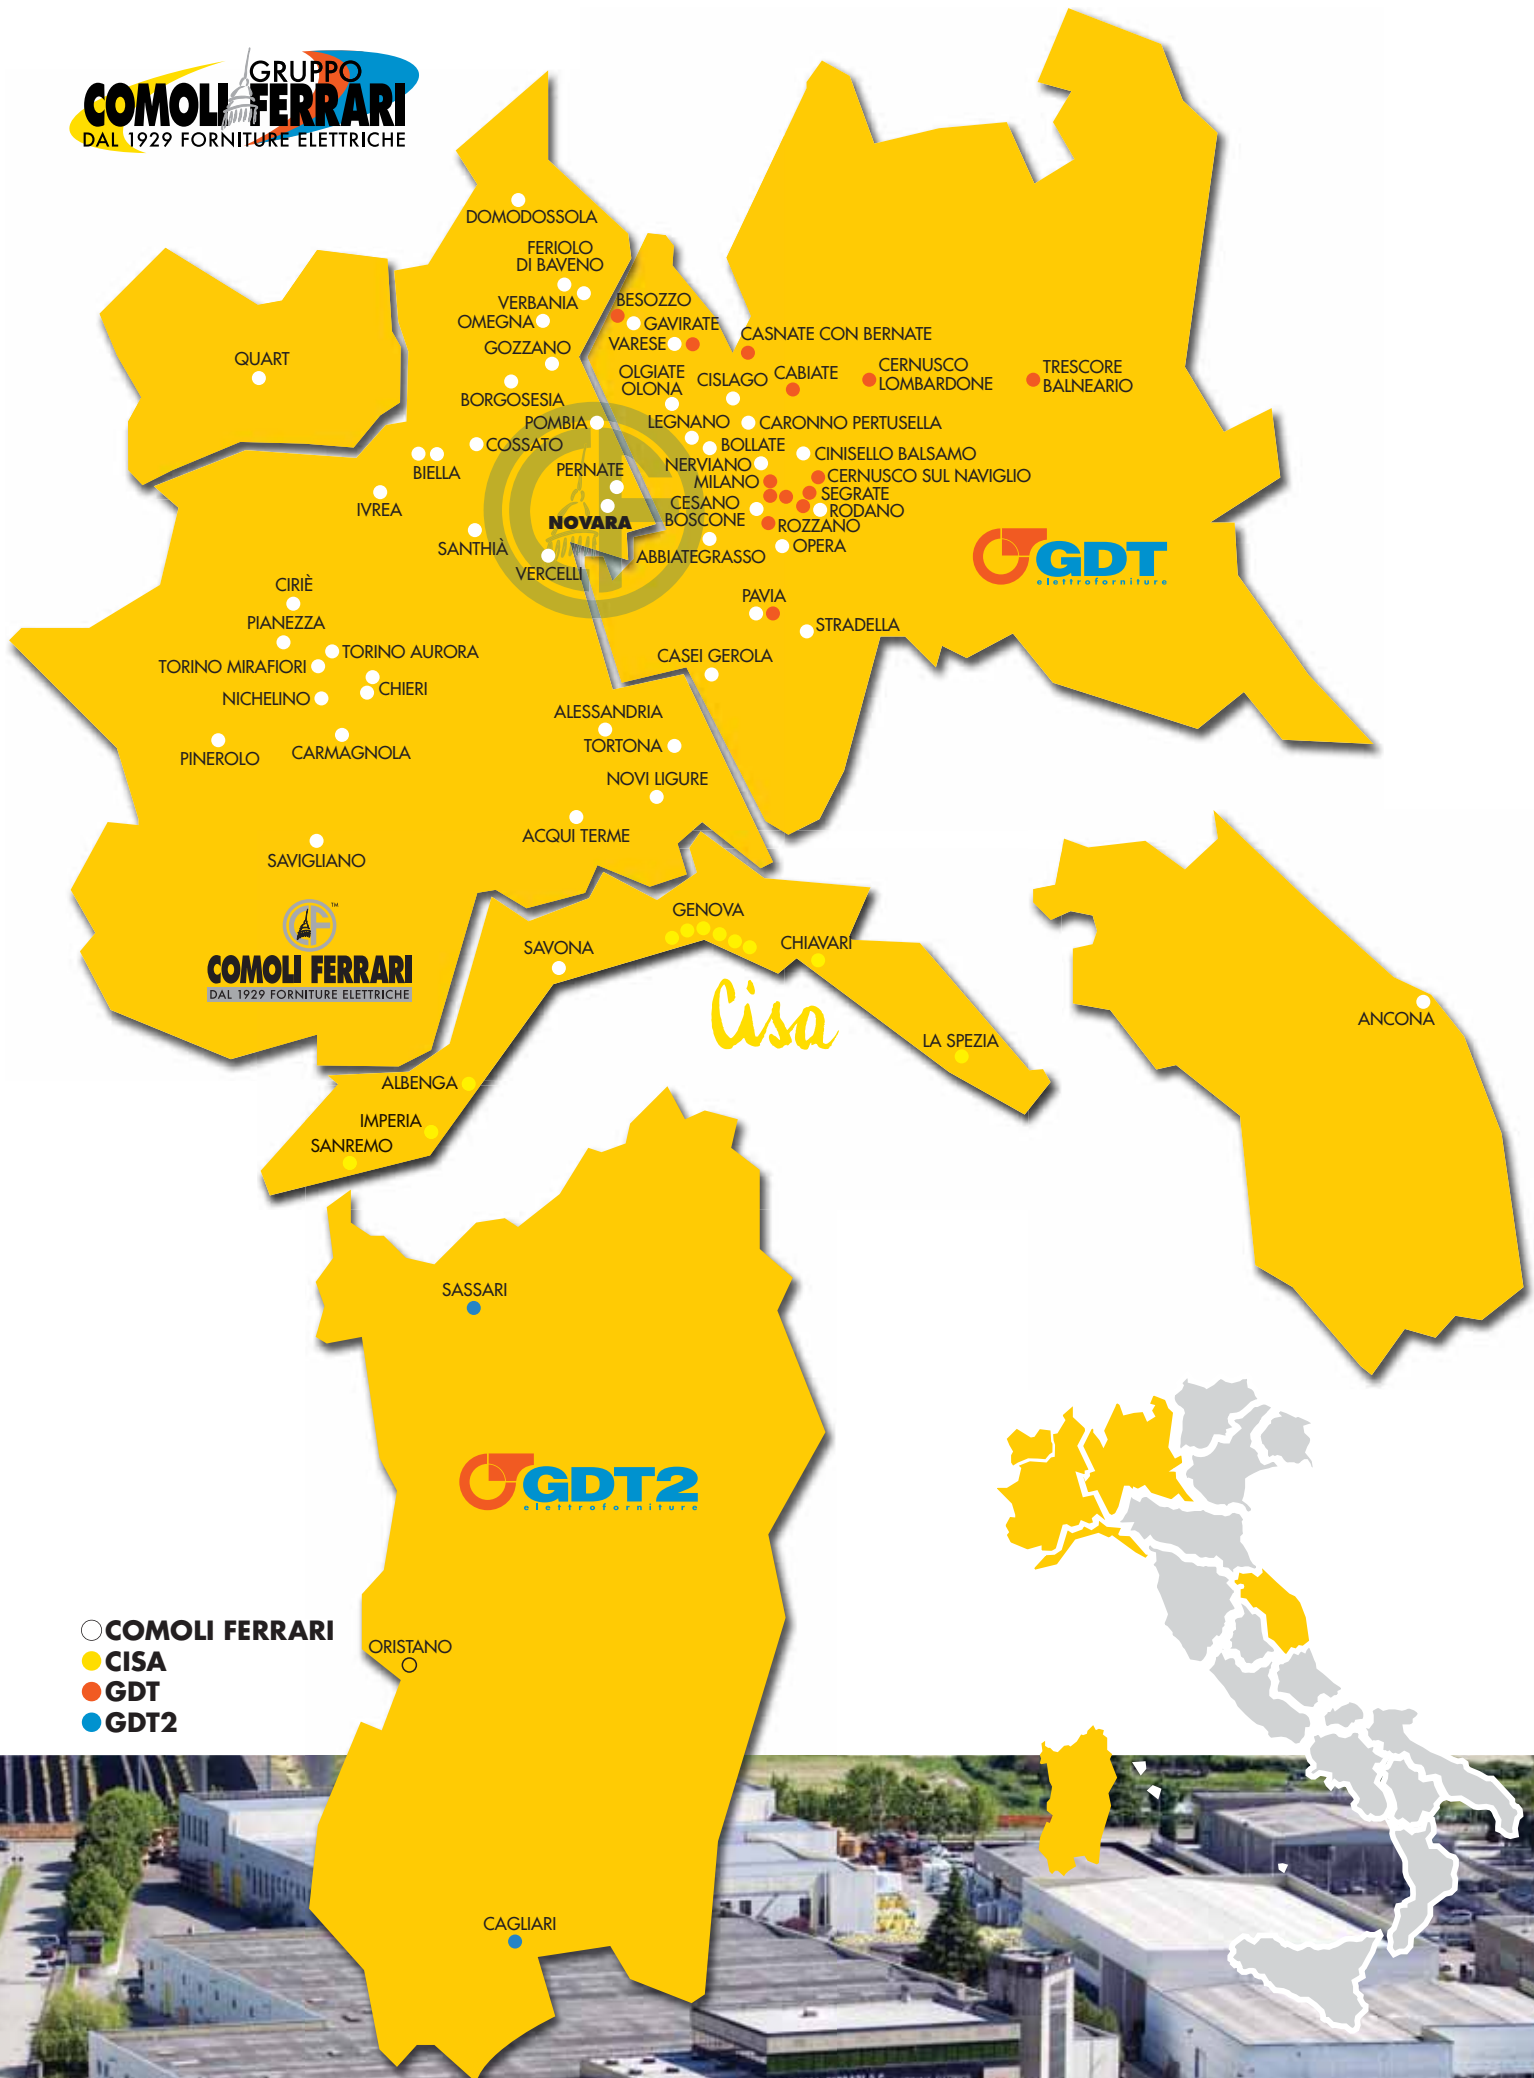 GRUPPO
COMOLI FERRARI
DAL 1929 FORNITURE ELETTRICHE
DOMODOSSOLA
FERIOLO
DI BAVENO
VERBANIA
OMEGNA
GOZZANO
BORGOSESIA
POMBIA
COSSATO
BIELLA
PERNATE
IVREA
NOVARA
SANTHIÀ
VERCELLI
QUART
BESOZZO
GAVIRATE
VARESE
CASNATE CON BERNATE
OLGIATE
OLONA
CISLAGO
CABIATE
CERNUSCO
LOMBARDONE
TRESCORE
BALNEARIO
LEGNANO
CARONNO PERTUSELLA
BOLLATE
CINISELLO BALSAMO
NERVIANO
MILANO
CERNUSCO SUL NAVIGLIO
SEGRATE
CESANO
BOSCONE
RODANO
ROZZANO
OPERA
ABBIATEGRASSO
GDT
elettroforniture
PAVIA
STRADELLA
CASEI GEROLA
CIRIÈ
PIANEZZA
TORINO AURORA
TORINO MIRAFIORI
CHIERI
NICHELINO
PINEROLO
CARMAGNOLA
ALESSANDRIA
TORTONA
NOVI LIGURE
ACQUI TERME
SAVIGLIANO
CF ™
COMOLI FERRARI
DAL 1929 FORNITURE ELETTRICHE
GENOVA
SAVONA
CHIAVARI
Cisa
LA SPEZIA
ALBENGA
IMPERIA
SANREMO
ANCONA
SASSARI
GDT2
elettroforniture
ORISTANO
CAGLIARI
COMOLI FERRARI
CISA
GDT
GDT2